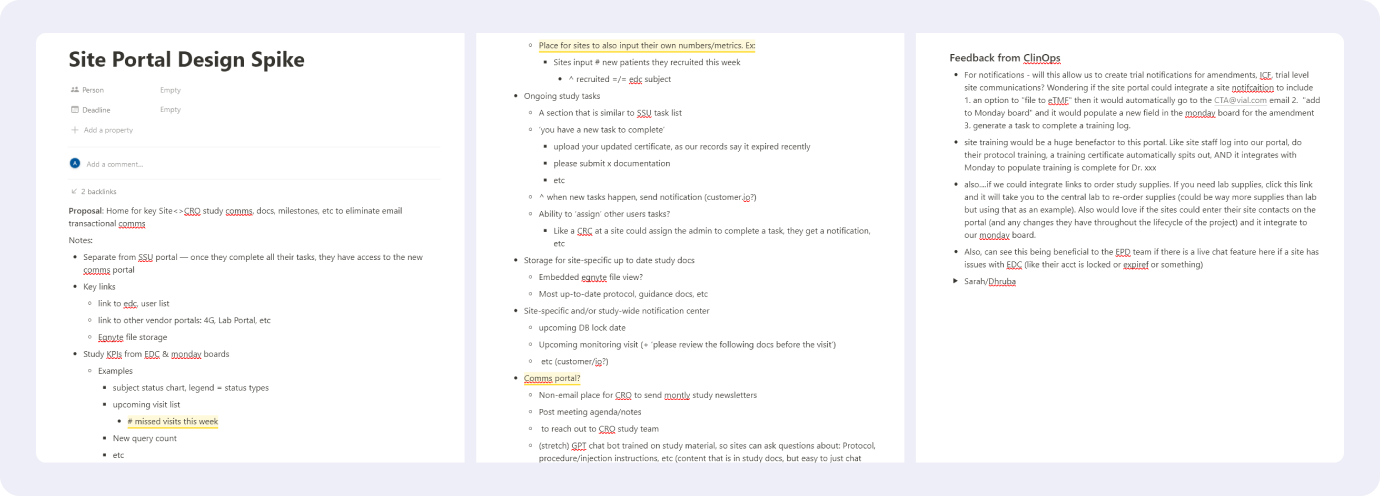 Site Portal Design Spike
Person Empty
Deadline Empty
Add a property
A Add a comment...
2 backlinks
Proposal: Home for key Site<>CRO study comms, docs, milestones, etc to eliminate email
transactional comms
Notes:
Separate from SSU portal — once they complete all their tasks, they have access to the new
comms portal
Key links
link to edc, user list
link to other vendor portals: 4G, Lab Portal, etc
Egnyte file storage
Study KPIs from EDC & monday boards
Examples
subject status chart, legend = status types
upcoming visit list
# missed visits this week
New query count
etc
Place for sites to also input their own numbers/metrics. Ex:
Sites input # new patients they recruited this week
^ recruited =/= edc subject
Ongoing study tasks
A section that is similar to SSU task list
'you have a new task to complete'
upload your updated certificate, as our records say it expired recently
please submit x documentation
etc
^ when new tasks happen, send notification (customer.io?)
Ability to 'assign' other users tasks?
Like a CRC at a site could assign the admin to complete a task, they get a notification,
etc
Storage for site-specific up to date study docs
Embedded egnyte file view?
Most up-to-date protocol, guidance docs, etc
Site-specific and/or study-wide notification center
upcoming DB lock date
Upcoming monitoring visit (+ 'please review the following docs before the visit')
etc (customer/io?)
Comms portal?
Non-email place for CRO to send montly study newsletters
Post meeting agenda/notes
to reach out to CRO study team
(stretch) GPT chat bot trained on study material, so sites can ask questions about: Protocol,
procedure/injection instructions, etc (content that is in study docs, but easy to just chat
Feedback from ClinOps
For notifications - will this allow us to create trial notifications for amendments, ICF, trial level
site communications? Wondering if the site portal could integrate a site notifcaition to include
1. an option to "file to eTMF" then it would automatically go to the CTA@vial.com email 2. "add
to Monday board" and it would populate a new field in the monday board for the amendment
3. generate a task to complete a training log.
site training would be a huge benefactor to this portal. Like site staff log into our portal, do
their protocol training, a training certificate automatically spits out, AND it integrates with
Monday to populate training is complete for Dr. xxx
also....if we could integrate links to order study supplies. If you need lab supplies, click this link
and it will take you to the central lab to re-order supplies (could be way more supplies than lab
but using that as an example). Also would love if the sites could enter their site contacts on the
portal (and any changes they have throughout the lifecycle of the project) and it integrate to
our monday board.
Also, can see this being beneficial to the EPD team if there is a live chat feature here if a site has
issues with EDC (like their acct is locked or expiref or something)
Sarah/Dhruba